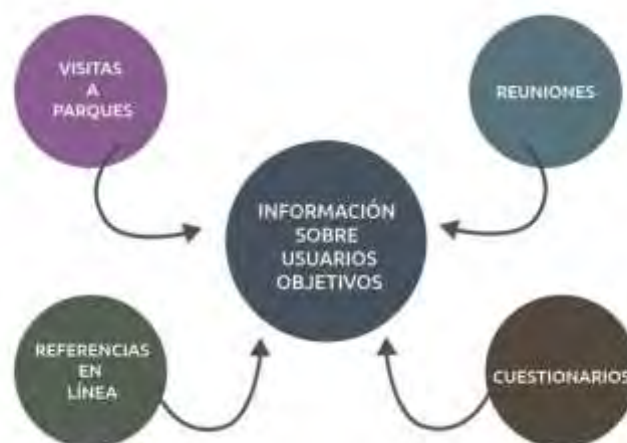 VISITAS
A
PARQUES
REUNIONES
INFORMACIÓN
SOBRE
USUARIOS
OBJETIVOS
REFERENCIAS
EN
LÍNEA
CUESTIONARIOS